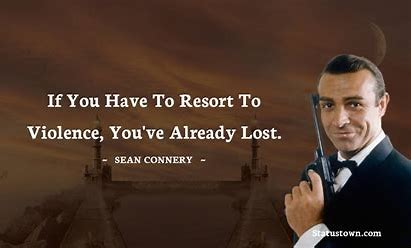 If You Have To Resort To
Violence, You've Already Lost.
~ SEAN CONNERY ~
Statustown.com